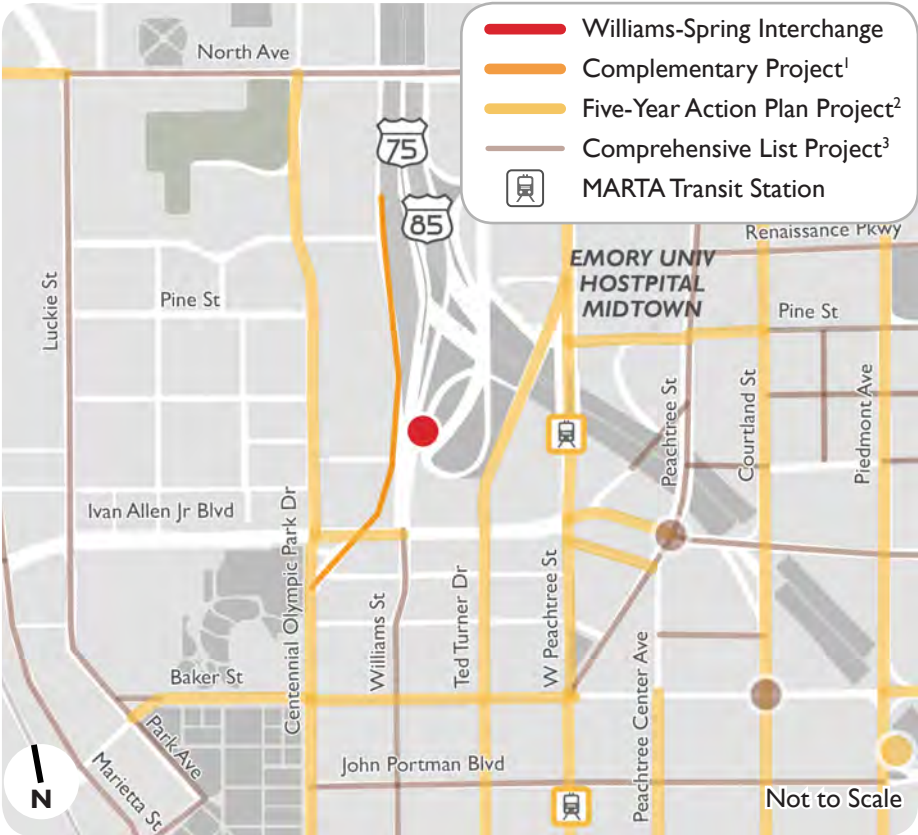 Williams-Spring Interchange
Complementary Project¹
Five-Year Action Plan Project²
Comprehensive List Project³
MARTA Transit Station
North Ave
75
85
Renaissance Pkwy
EMORY UNIV
HOSTPITAL
MIDTOWN
Pine St
Pine St
Luckie St
Peachtree St
Courtland St
Piedmont Ave
Ivan Allen Jr Blvd
Centennial Olympic Park Dr
Williams St
Ted Turner Dr
W Peachtree St
Peachtree Center Ave
Baker St
Park Ave
Marietta St
John Portman Blvd
N
Not to Scale